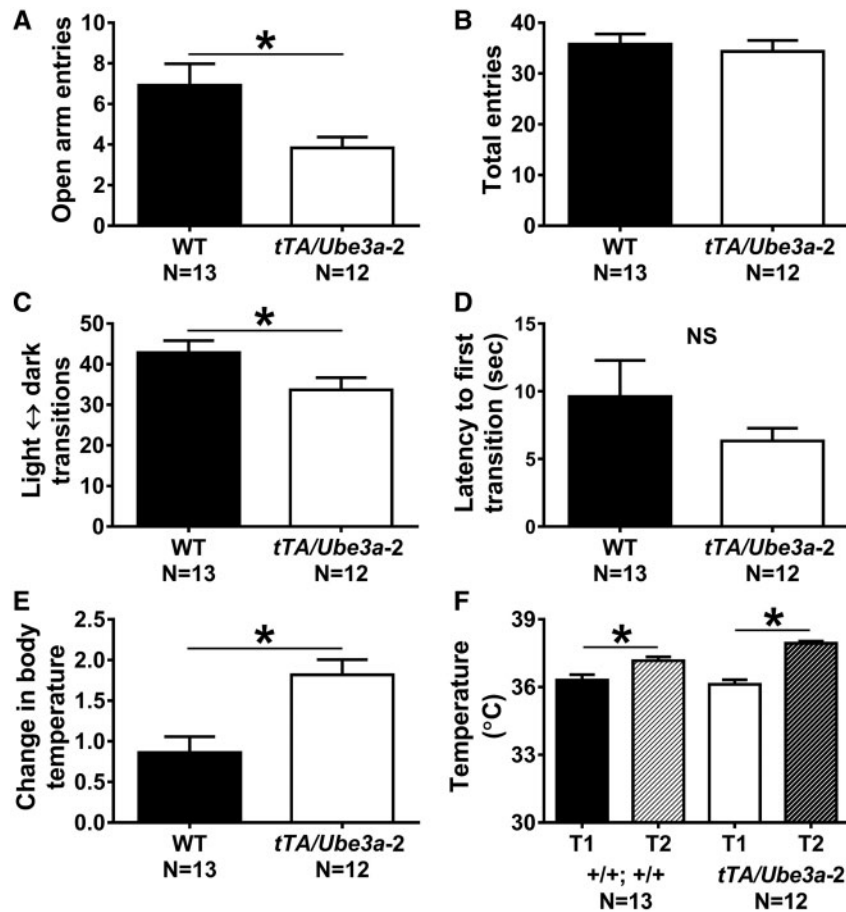 A
Open arm entries
10
8
6
4
2
0
*
WT
N=13
tTA/Ube3a-2
N=12
B
Total entries
40
30
20
10
0
WT
N=13
tTA/Ube3a-2
N=12
C
Light ↔ dark
transitions
50
40
30
20
10
0
*
WT
N=13
tTA/Ube3a-2
N=12
D
Latency to first
transition (sec)
15
10
5
0
NS
WT
N=13
tTA/Ube3a-2
N=12
E
Change in body
temperature
2.5
2.0
1.5
1.0
0.5
0.0
*
WT
N=13
tTA/Ube3a-2
N=12
F
Temperature
(°C)
39
36
33
30
*
*
T1
T2
T1
T2
+/+; +/+
N=13
tTA/Ube3a-2
N=12